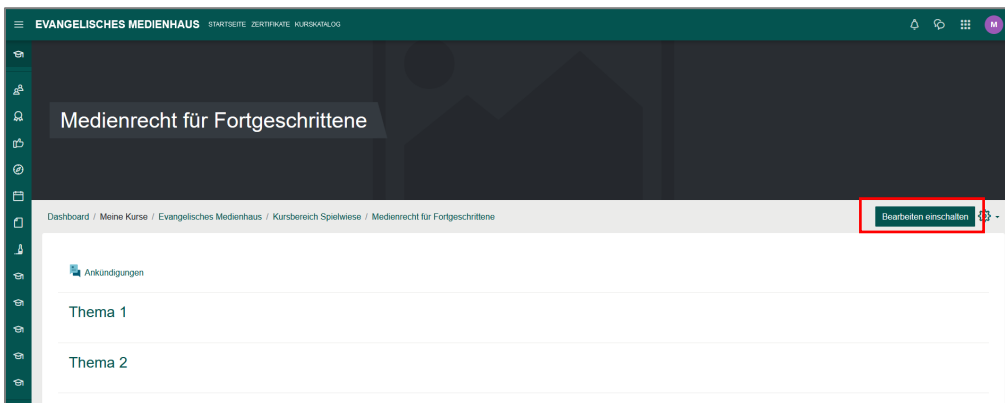 EVANGELISCHES MEDIENHAUS STARTSEITE ZERTIFIKATE KURSKATALOG M
Medienrecht für Fortgeschrittene
Dashboard / Meine Kurse / Evangelisches Medienhaus / Kursbereich Spielwiese / Medienrecht für Fortgeschrittene Bearbeiten einschalten
Ankündigungen
Thema 1
Thema 2